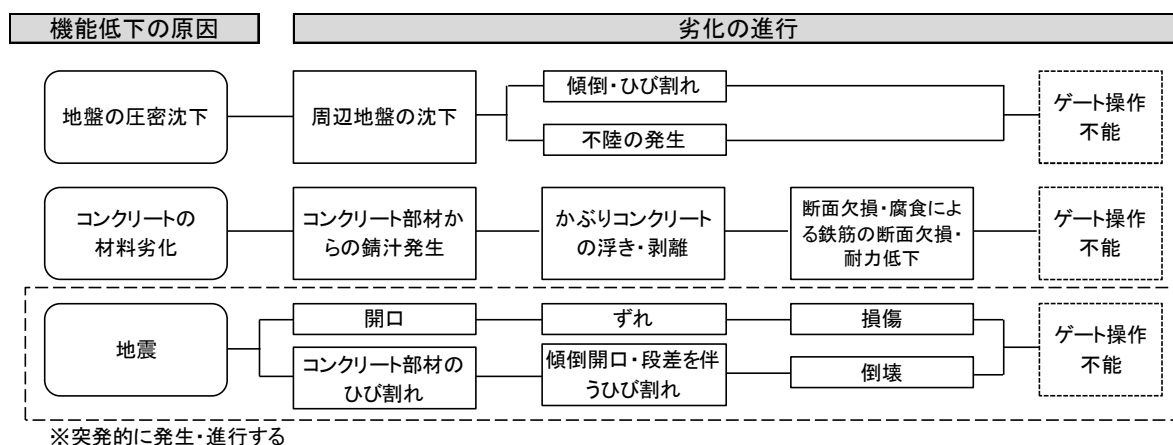 機能低下の原因
劣化の進行
地盤の圧密沈下
周辺地盤の沈下
傾倒・ひび割れ
不陸の発生
ゲート操作
不能
コンクリートの
材料劣化
コンクリート部材か
らの錆汁発生
かぶりコンクリート
の浮き・剥離
断面欠損・腐食によ
る鉄筋の断面欠損・
耐力低下
ゲート操作
不能
地震
開口
ずれ
損傷
コンクリート部材の
ひび割れ
傾倒開口・段差を伴
うひび割れ
倒壊
ゲート操作
不能
※突発的に発生・進行する